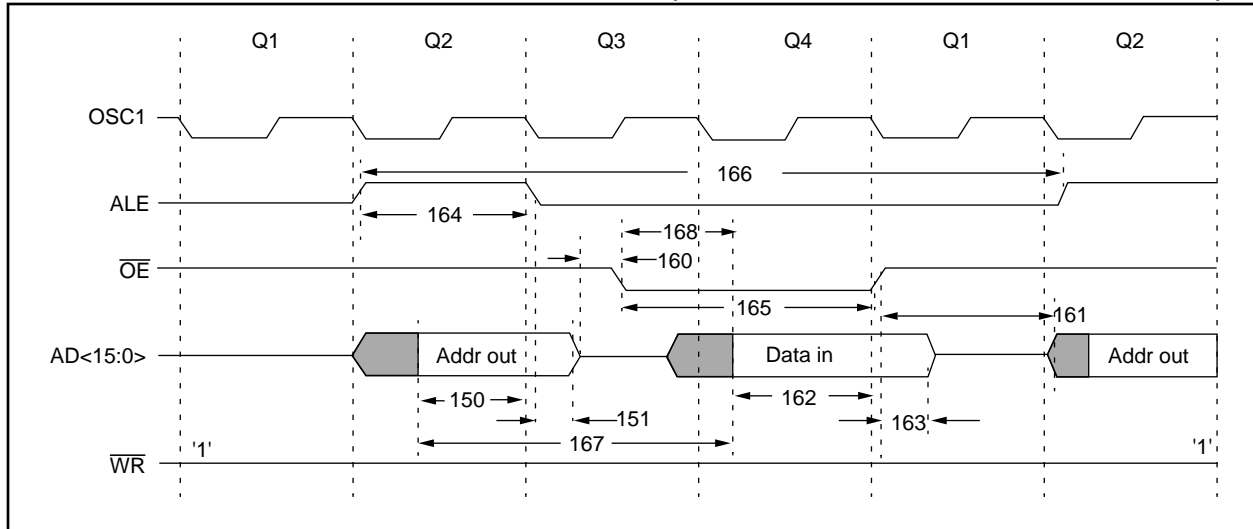 Q1 Q2 Q3 Q4 Q1 Q2
OSC1
166
ALE
164
168
OE
160
165
161
AD<15:0>
Addr out
Data in
Addr out
150
162
151
163
167
'1'
'1'
WR